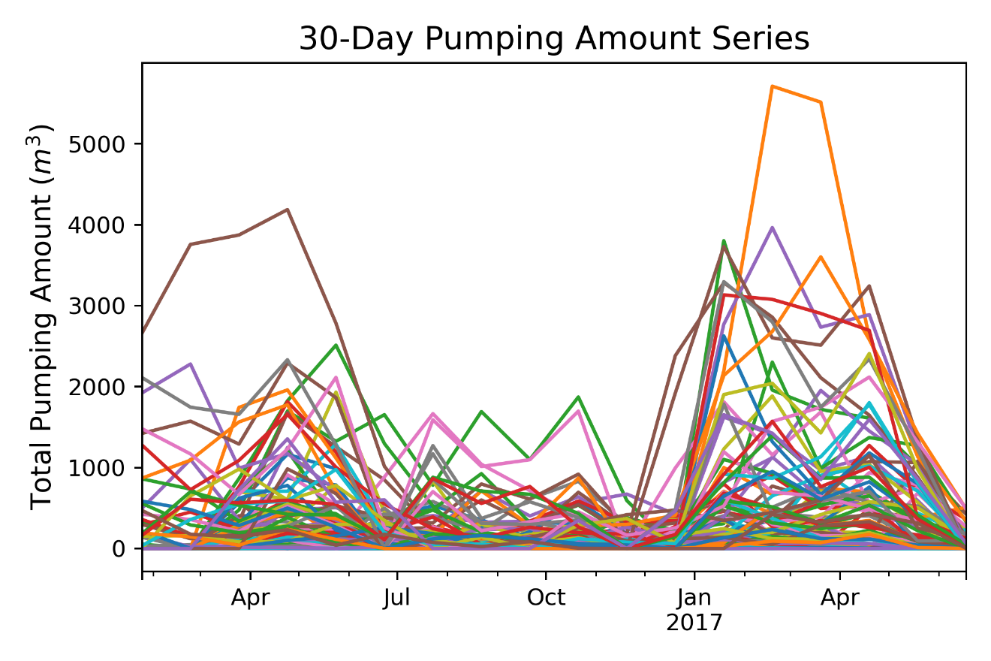 30-Day Pumping Amount Series
Total Pumping Amount (m³)
5000
4000
3000
2000
1000
0
Apr
Jul
Oct
Jan
Apr
2017